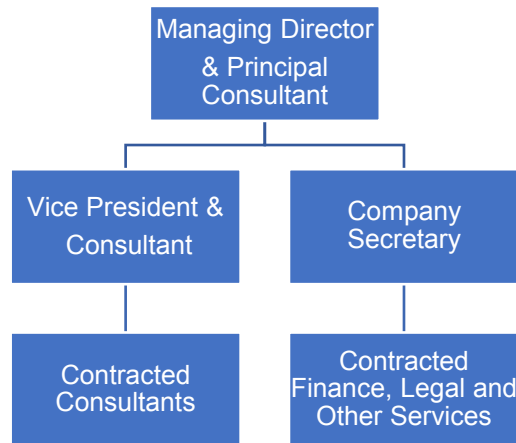 Managing Director
& Principal
Consultant
Vice President &
Consultant
Company
Secretary
Contracted
Consultants
Contracted
Finance, Legal and
Other Services